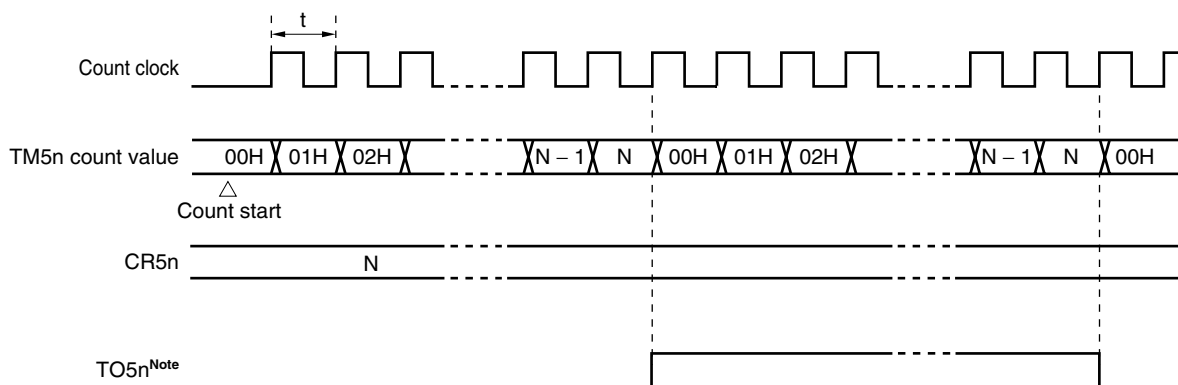 t
Count clock
TM5n count value 00H 01H 02H N − 1 N 00H 01H 02H N − 1 N 00H
Count start
CR5n N
TO5nNote